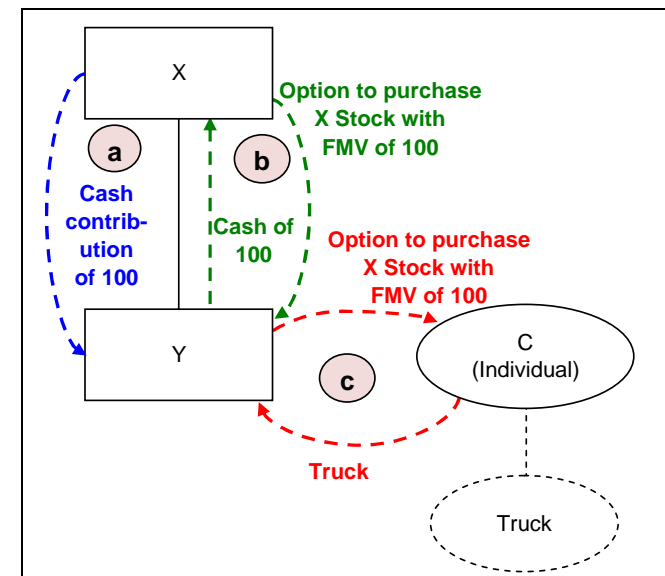 X
Option to purchase
X Stock with
FMV of 100
a
b
Cash
contrib-
ution
of 100
Cash of
100
Option to purchase
X Stock with
FMV of 100
Y
C
(Individual)
c
Truck
Truck